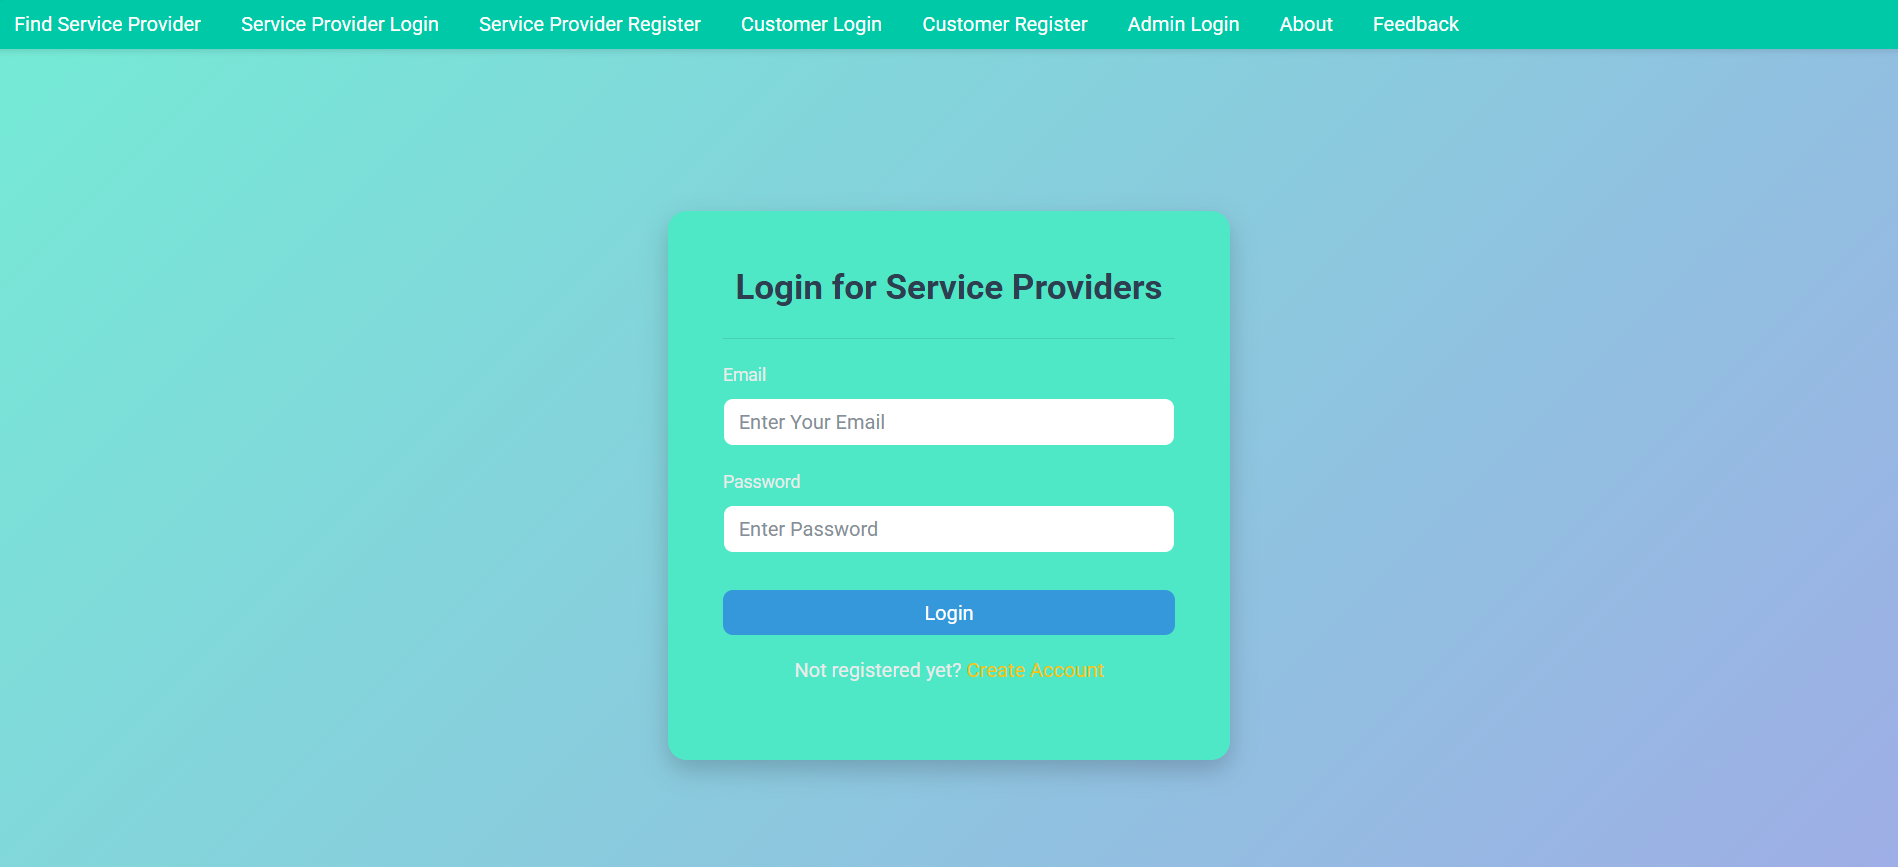 Find Service Provider Service Provider Login Service Provider Register Customer Login Customer Register Admin Login About Feedback
Login for Service Providers
Email
Enter Your Email
Password
Enter Password
Login
Not registered yet? Create Account